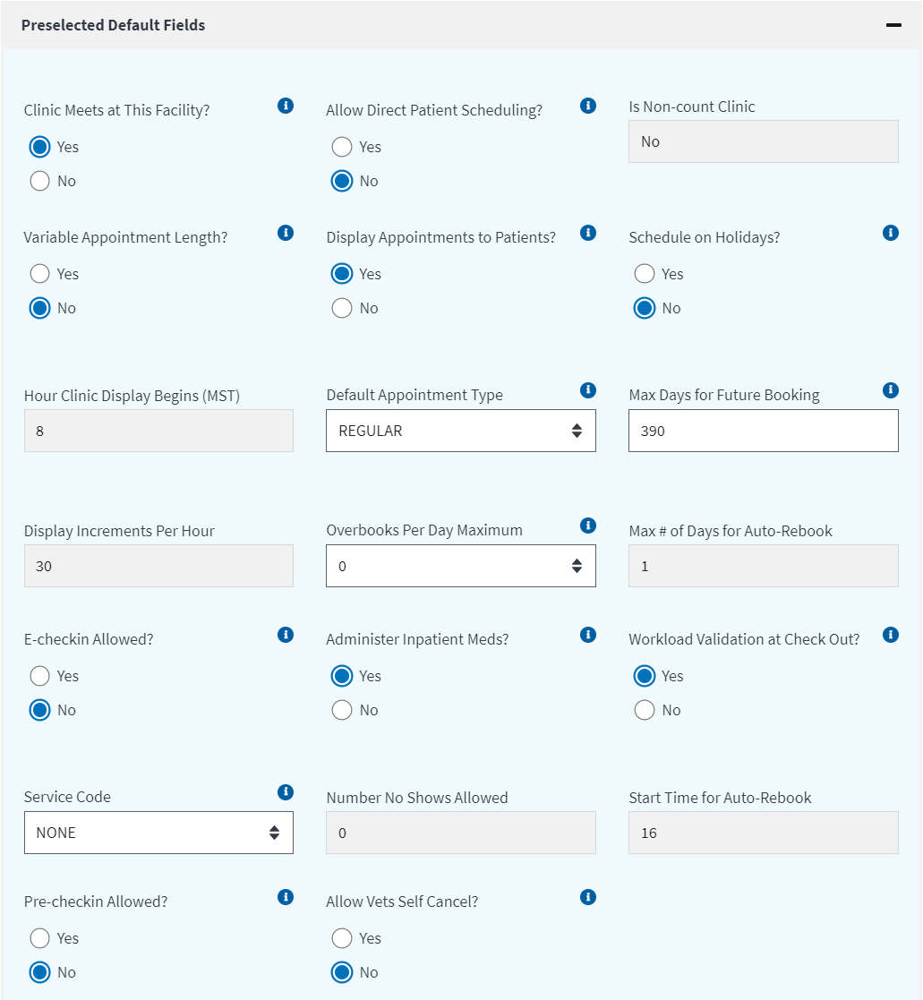 Preselected Default Fields
Clinic Meets at This Facility?
Yes
No
Allow Direct Patient Scheduling?
Yes
No
Is Non-count Clinic
No
Variable Appointment Length?
Yes
No
Display Appointments to Patients?
Yes
No
Schedule on Holidays?
Yes
No
Hour Clinic Display Begins (MST)
8
Default Appointment Type
REGULAR
Max Days for Future Booking
390
Display Increments Per Hour
30
Overbooks Per Day Maximum
0
Max # of Days for Auto-Rebook
1
E-checkin Allowed?
Yes
No
Administer Inpatient Meds?
Yes
No
Workload Validation at Check Out?
Yes
No
Service Code
NONE
Number No Shows Allowed
0
Start Time for Auto-Rebook
16
Pre-checkin Allowed?
Yes
No
Allow Vets Self Cancel?
Yes
No